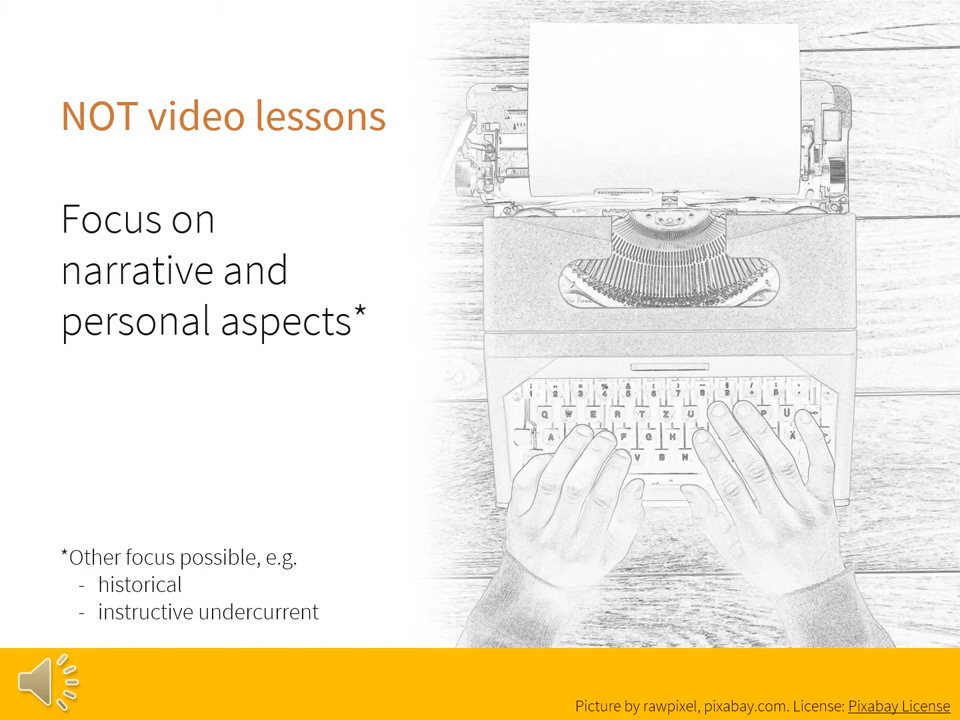 NOT video lessons
Focus on
narrative and
personal aspects*
*Other focus possible, e.g.
- historical
- instructive undercurrent
Q W E R T Z U P Ü
A F G H Ä
V B N
Picture by rawpixel, pixabay.com. License: Pixabay License